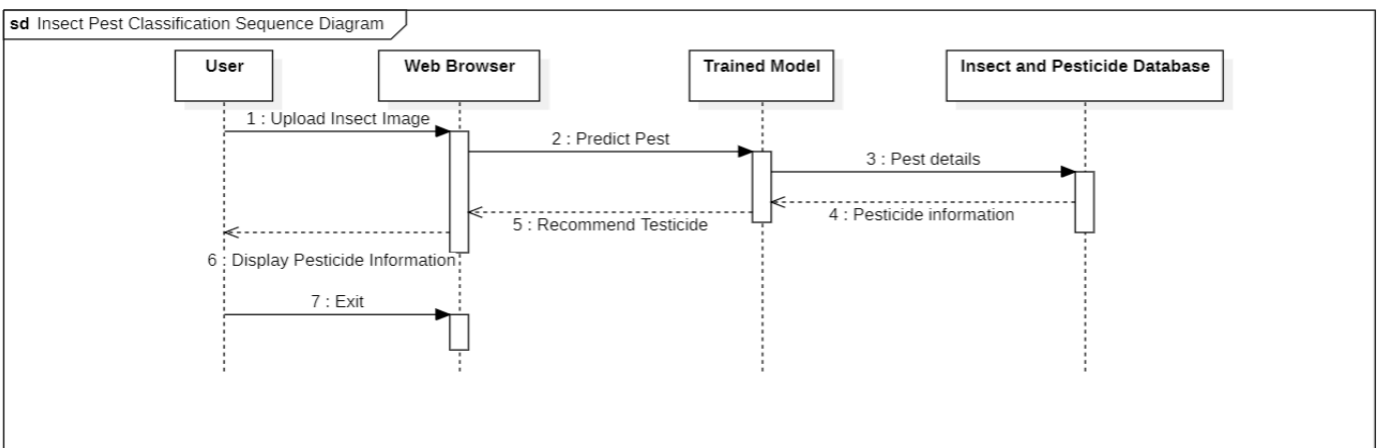 sd Insect Pest Classification Sequence Diagram
User
Web Browser
Trained Model
Insect and Pesticide Database
1 : Upload Insect Image
2 : Predict Pest
3 : Pest details
4 : Pesticide information
5 : Recommend Testicide
6 : Display Pesticide Information
7 : Exit